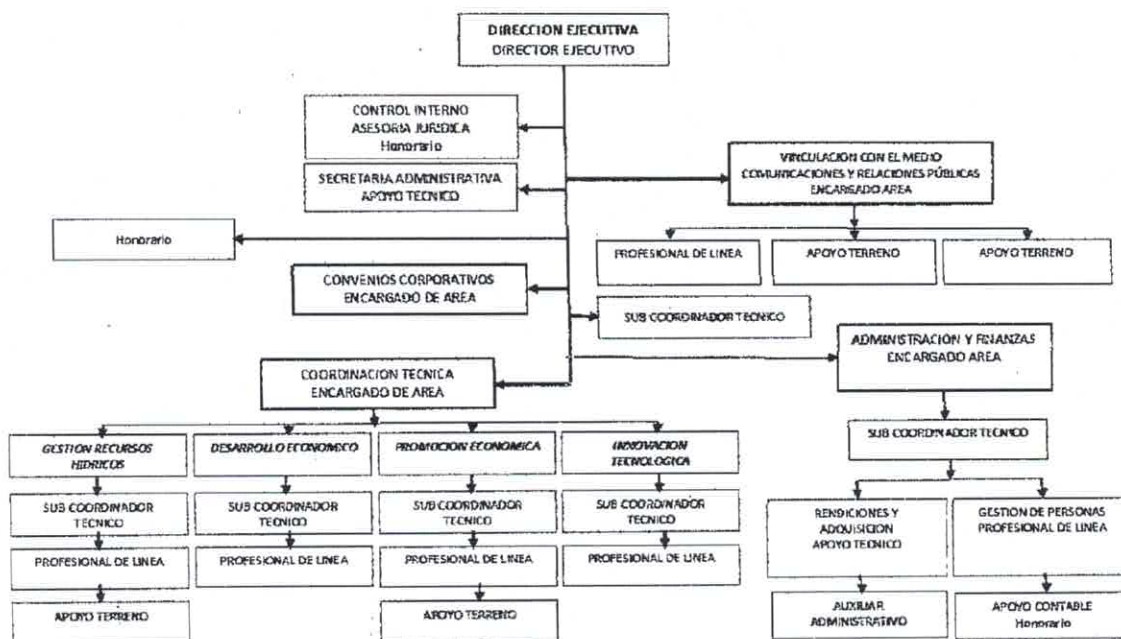 DIRECCION EJECUTIVA
DIRECTOR EJECUTIVO
CONTROL INTERNO
ASESORIA JURIDICA
Honorario
VINCULACION CON EL MEDIO
COMUNICACIONES Y RELACIONES PÚBLICAS
ENCARGADO AREA
SECRETARIA ADMINISTRATIVA
APOYO TECNICO
Honorario
PROFESIONAL DE LINEA
APOYO TERRENO
APOYO TERRENO
CONVENIOS CORPORATIVOS
ENCARGADO DE AREA
SUB COORDINADOR TECNICO
ADMINISTRACION Y FINANZAS
ENCARGADO AREA
COORDINACION TECNICA
ENCARGADO DE AREA
SUB COORDINADOR TECNICO
GESTION RECURSOS
HIDRICOS
DESARROLLO ECONOMICO
PROMOCION ECONOMICA
INNOVACION
TECNOLOGICA
SUB COORDINADOR
TECNICO
SUB COORDINADOR
TECNICO
SUB COORDINADOR
TECNICO
SUB COORDINADOR
TECNICO
RENDICIONES Y
ADQUISICION
APOYO TECNICO
GESTION DE PERSONAS
PROFESIONAL DE LINEA
PROFESIONAL DE LINEA
PROFESIONAL DE LINEA
PROFESIONAL DE LINEA
PROFESIONAL DE LINEA
APOYO TERRENO
APOYO TERRENO
AUXILIAR
ADMINISTRATIVO
APOYO CONTABLE
Honorario